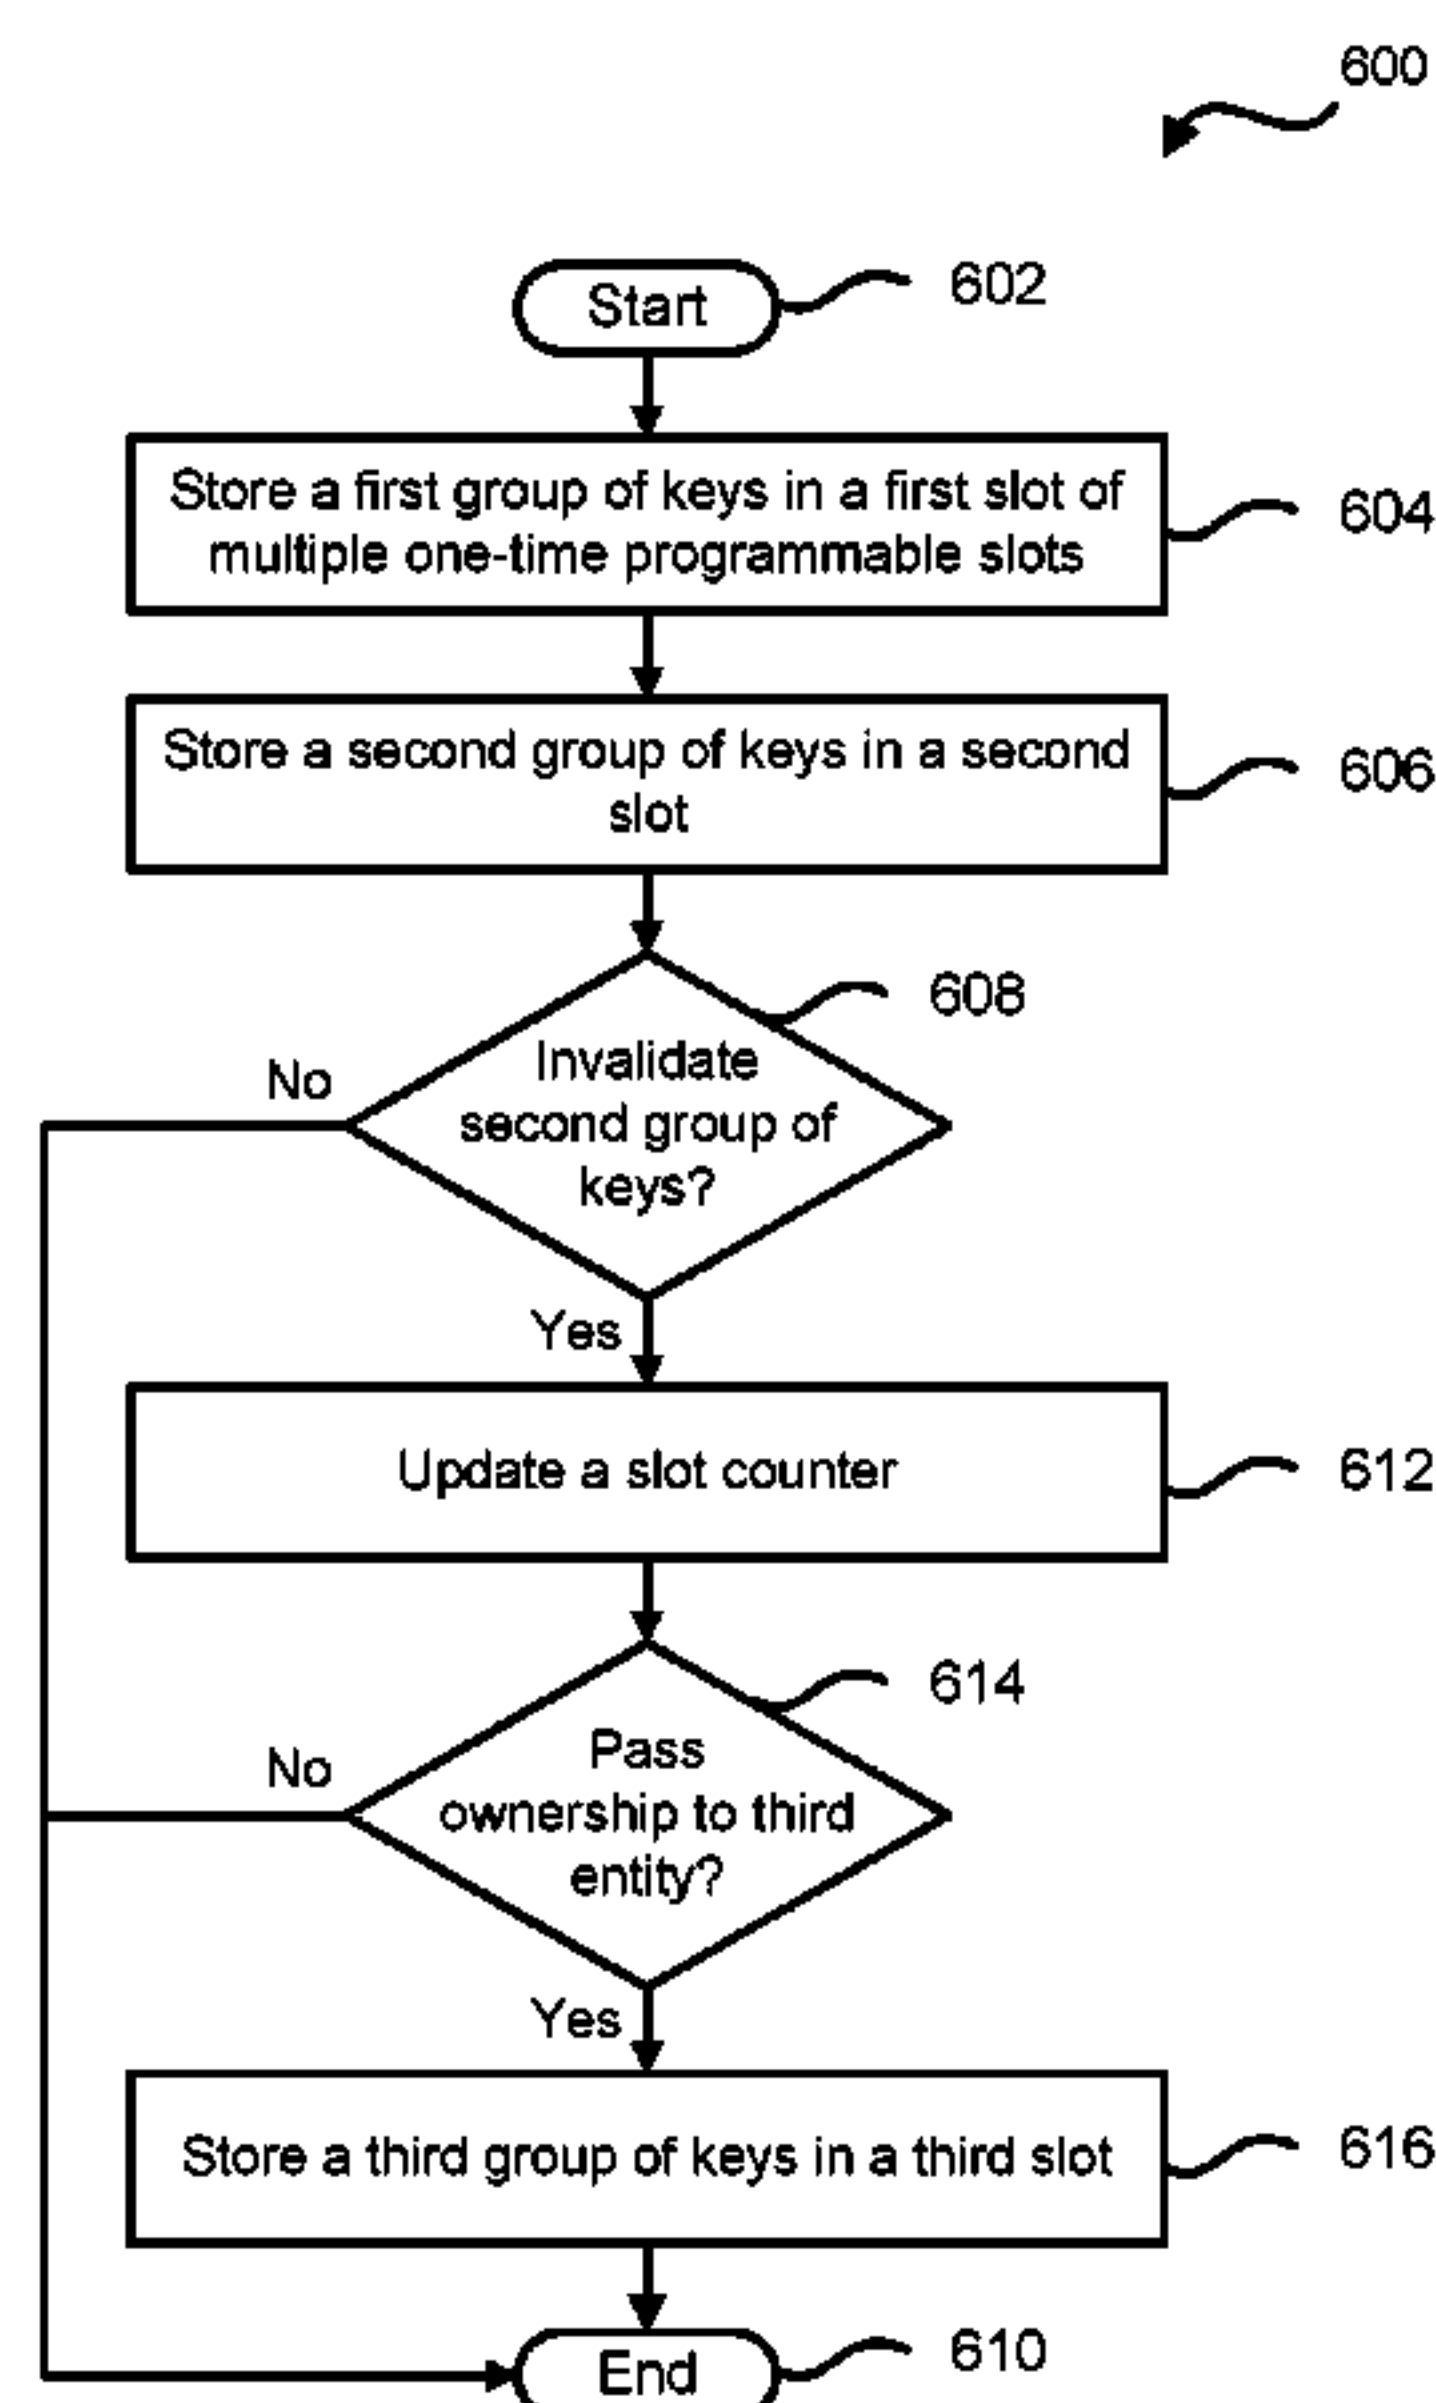 600
Start
602
Store a first group of keys in a first slot of
multiple one-time programmable slots
604
Store a second group of keys in a second
slot
606
608
Invalidate
second group of
keys?
No
Yes
Update a slot counter
612
614
Pass
ownership to third
entity?
No
Yes
Store a third group of keys in a third slot
616
End
610